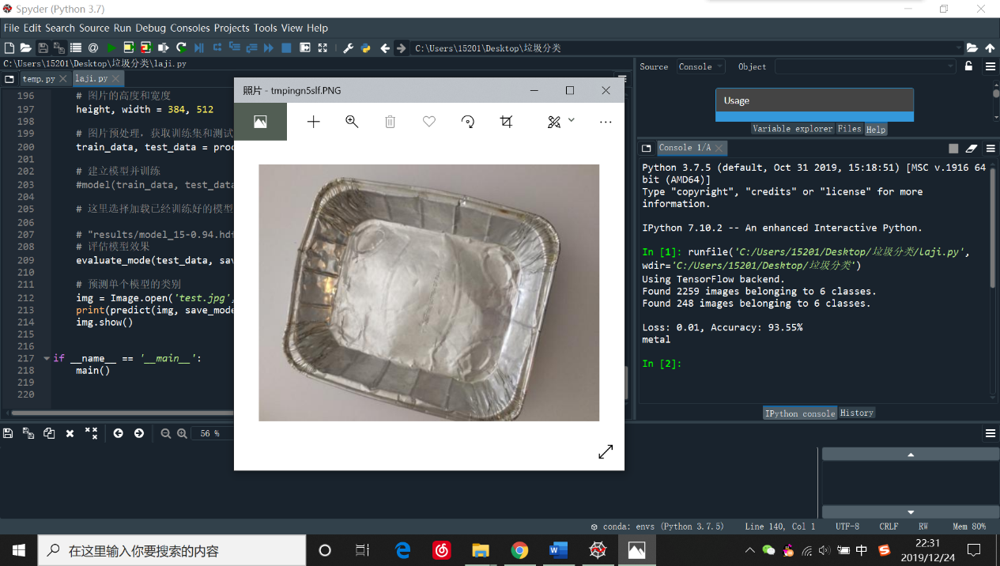 Spyder (Python 3.7)
File Edit Search Source Run Debug Consoles Projects Tools View Help
C:\Users\15201\Desktop\垃圾分类
C:\Users\15201\Desktop\垃圾分类\laji.py
temp.py
laji.py
196 # 图片的高度和宽度
197 height, width = 384, 512
198
199 # 图片预处理，获取训练集和测试
200 train_data, test_data = proc
201
202 # 建立模型并训练
203 #model(train_data, test_data
204
205 # 这里选择加载已经训练好的模型
206
207 # "results/model_15-0.94.hd
208 # 评估模型效果
209 evaluate_mode(test_data, sav
210
211 # 预测单个模型的类别
212 img = Image.open('test.jpg'
213 print(predict(img, save_mode
214 img.show()
215
216
217 if __name__ == '__main__':
218 main()
219
220
照片 - tmpingn5slf.PNG
Source Console Object
Usage
Variable explorer Files Help
Console 1/A
Python 3.7.5 (default, Oct 31 2019, 15:18:51) [MSC v.1916 64
bit (AMD64)]
Type "copyright", "credits" or "license" for more
information.
IPython 7.10.2 -- An enhanced Interactive Python.
In [1]: runfile('C:/Users/15201/Desktop/垃圾分类/laji.py',
wdir='C:/Users/15201/Desktop/垃圾分类')
Using TensorFlow backend.
Found 2259 images belonging to 6 classes.
Found 248 images belonging to 6 classes.
Loss: 0.01, Accuracy: 93.55%
metal
In [2]:
IPython console History
56 %
conda: envs (Python 3.7.5) Line 140, Col 1 UTF-8 CRLF RW Mem 80%
在这里输入你要搜索的内容
中
22:31
2019/12/24